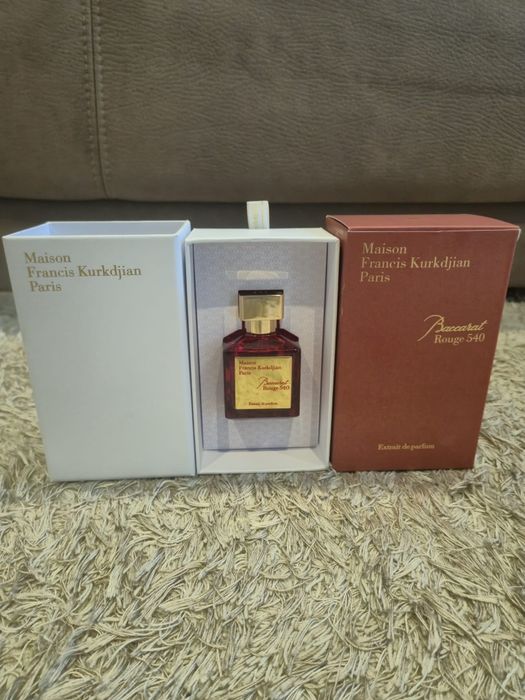 Maison
Francis Kurkdjian
Paris
Maison
Francis Kurkdjian
Paris
Baccarat
Rouge 540
Extrait de parfum
Maison
Francis Kurkdjian
Paris
Baccarat
Rouge 540
Extrait de parfum